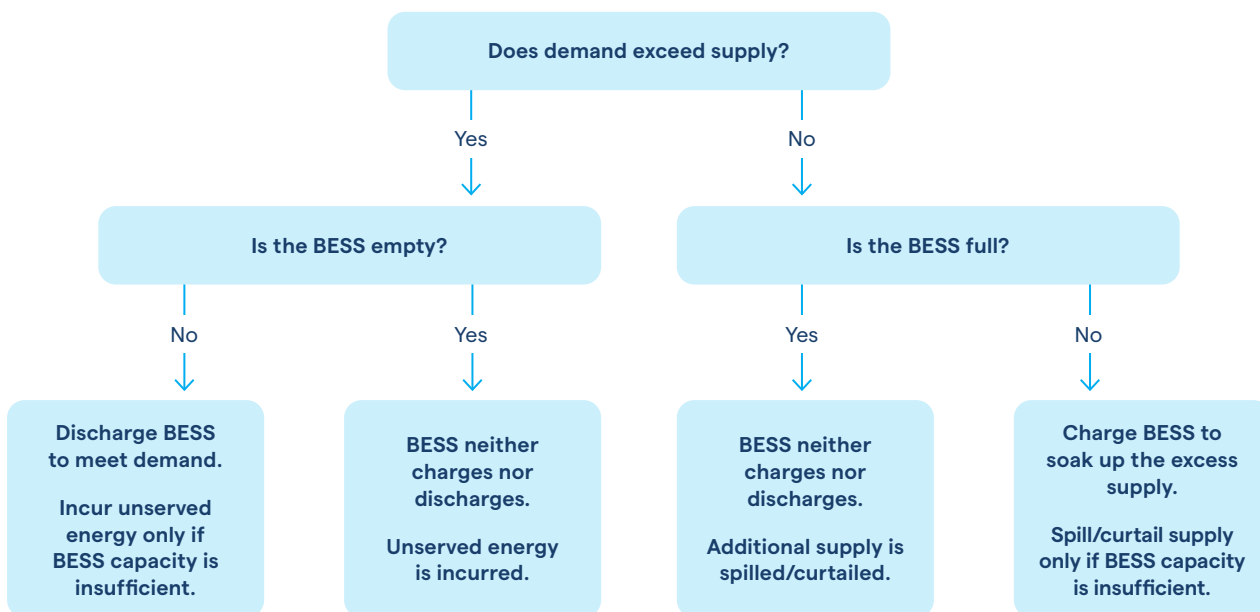 Does demand exceed supply?
Yes
No
Is the BESS empty?
Is the BESS full?
No
Yes
Yes
No
Discharge BESS
to meet demand.
Incur unserved
energy only if
BESS capacity is
insufficient.
BESS neither
charges nor
discharges.
Unserved energy
is incurred.
BESS neither
charges nor
discharges.
Additional supply is
spilled/curtailed.
Charge BESS to
soak up the excess
supply.
Spill/curtail supply
only if BESS capacity
is insufficient.